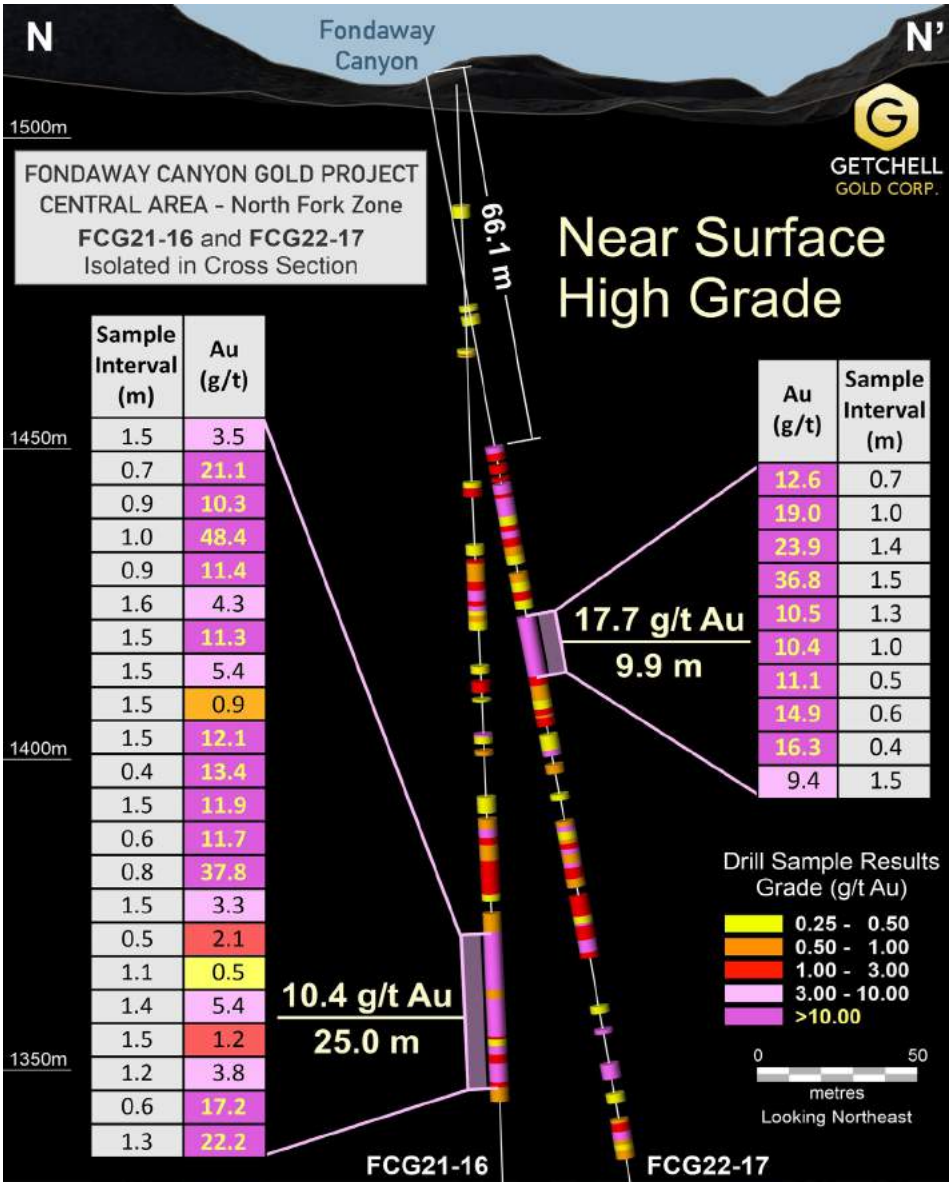 N
Fondaway
Canyon
N'
1500m
G
GETCHELL
GOLD CORP.
FONDAWAY CANYON GOLD PROJECT
CENTRAL AREA - North Fork Zone
FCG21-16 and FCG22-17
Isolated in Cross Section
66.1 m
Near Surface
High Grade
Sample Interval (m) Au (g/t)
1.5 3.5
0.7 21.1
0.9 10.3
1.0 48.4
0.9 11.4
1.6 4.3
1.5 11.3
1.5 5.4
1.5 0.9
1.5 12.1
0.4 13.4
1.5 11.9
0.6 11.7
0.8 37.8
1.5 3.3
0.5 2.1
1.1 0.5
1.4 5.4
1.5 1.2
1.2 3.8
0.6 17.2
1.3 22.2
1450m
1400m
1350m
10.4 g/t Au
25.0 m
17.7 g/t Au
9.9 m
Au (g/t) Sample Interval (m)
12.6 0.7
19.0 1.0
23.9 1.4
36.8 1.5
10.5 1.3
10.4 1.0
11.1 0.5
14.9 0.6
16.3 0.4
9.4 1.5
Drill Sample Results
Grade (g/t Au)
0.25 - 0.50
0.50 - 1.00
1.00 - 3.00
3.00 - 10.00
>10.00
0 50
metres
Looking Northeast
FCG21-16
FCG22-17